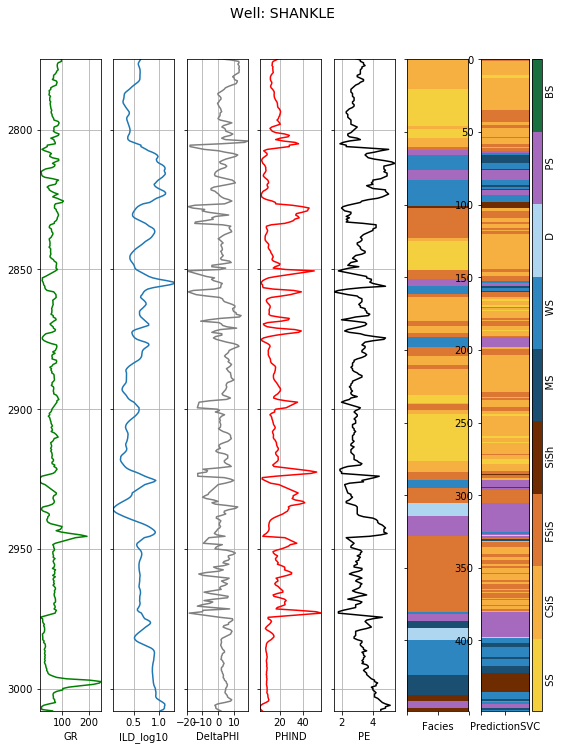 Well: SHANKLE
0
2800
2850
2900
2950
3000
50
100
150
200
250
300
350
400
BS
PS
D
WS
MS
SiSh
FSiS
CSiS
SS
100 200
0.5 1.0
−20 −10 0 10
20 40
2 4
GR
ILD_log10
DeltaPHI
PHIND
PE
Facies
PredictionSVC